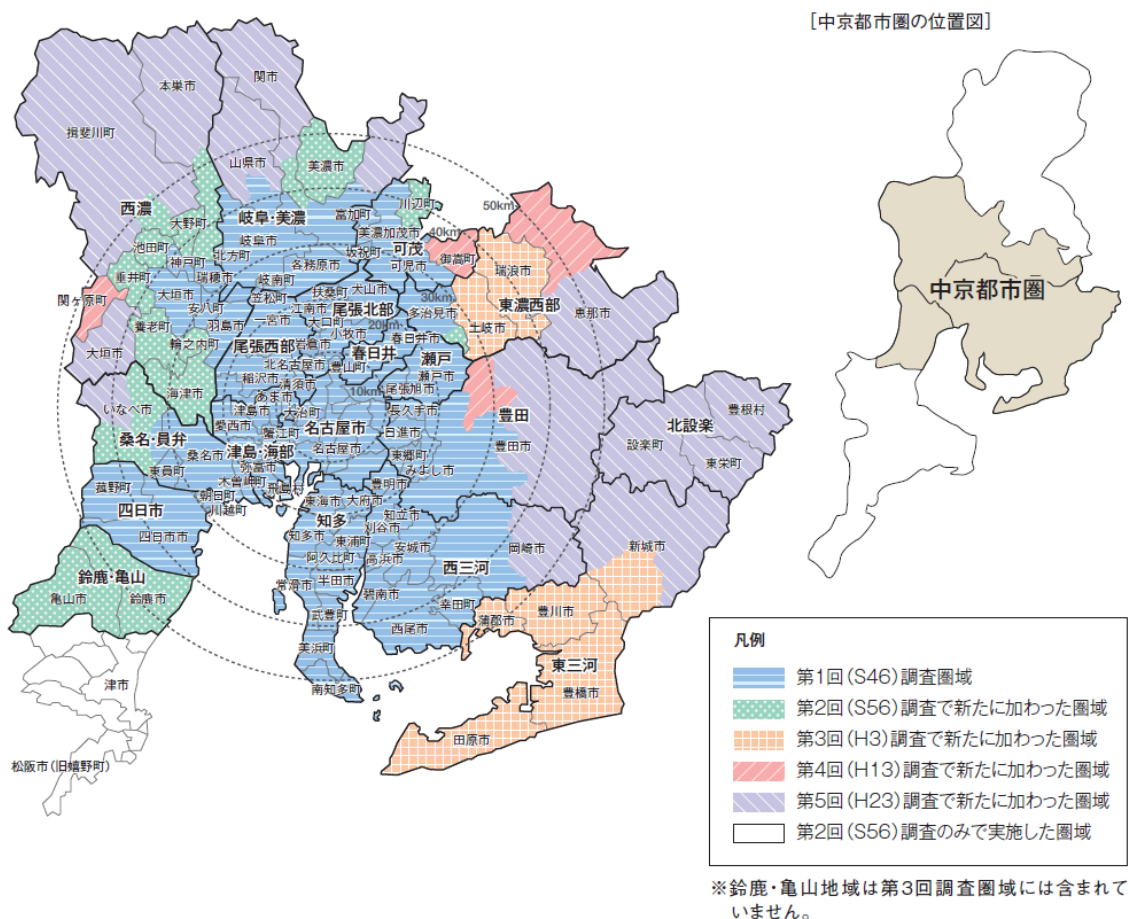 [中京都市圏の位置図]
中京都市圏
関市
本巣市
揖斐川町
山県市
美濃市
西濃
川辺町
50km
大野町
岐阜・美濃
富加町
40km
池田町
岐阜市
美濃加茂市
神戸町
北方町
坂祝町
可茂
御嵩町
垂井町
瑞穂市
各務原市
可児市
瑞浪市
関ヶ原町
大垣市
岐南町
扶桑町
犬山市
東濃西部
笠松町
江南市
尾張北部
30km
恵那市
安八町
多治見市
養老町
羽島市
一宮市
大口町
20km
土岐市
輪之内町
小牧市
大垣市
尾張西部
岩倉市
春日井市
春日井
瀬戸
北名古屋市
豊山町
瀬戸市
海津市
稲沢市
清須市
尾張旭市
いなべ市
あま市
10km
津島市
大治町
長久手市
豊田
豊根村
愛西市
北設楽
桑名・員弁
蟹江町
名古屋市
日進市
設楽町
桑名市
津島・海部
名古屋市
東郷町
豊田市
東栄町
東員町
弥富市
みよし市
菰野町
木曽岬町
飛島村
豊明市
朝日町
東海市
大府市
四日市
川越町
知多
知立市
四日市市
知多市
東浦町
刈谷市
岡崎市
新城市
阿久比町
安城市
高浜市
西三河
鈴鹿・亀山
常滑市
半田市
亀山市
鈴鹿市
碧南市
幸田町
豊川市
武豊町
蒲郡市
西尾市
美浜町
東三河
津市
南知多町
豊橋市
田原市
松阪市(旧嬉野町)
凡例
第1回(S46)調査圏域
第2回(S56)調査で新たに加わった圏域
第3回(H3)調査で新たに加わった圏域
第4回(H13)調査で新たに加わった圏域
第5回(H23)調査で新たに加わった圏域
第2回(S56)調査のみで実施した圏域
※鈴鹿・亀山地域は第3回調査圏域には含まれて
いません。